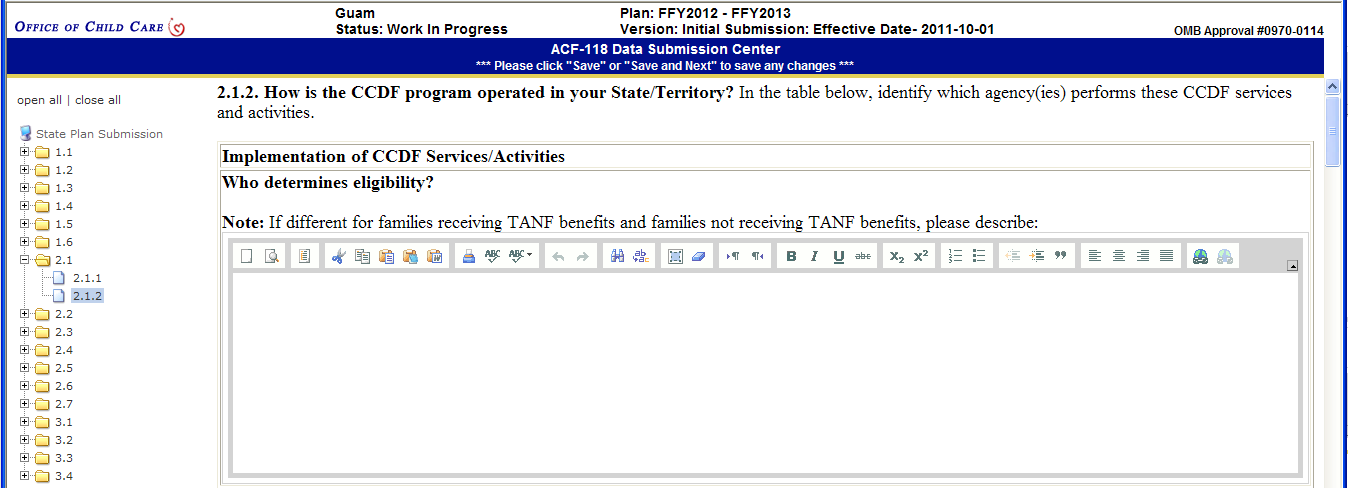 OFFICE OF CHILD CARE
Guam
Status: Work In Progress
Plan: FFY2012 - FFY2013
Version: Initial Submission: Effective Date- 2011-10-01
OMB Approval #0970-0114
ACF-118 Data Submission Center
*** Please click "Save" or "Save and Next" to save any changes ***
open all | close all
State Plan Submission
1.1
1.2
1.3
1.4
1.5
1.6
2.1
2.1.1
2.1.2
2.2
2.3
2.4
2.5
2.6
2.7
3.1
3.2
3.3
3.4
2.1.2. How is the CCDF program operated in your State/Territory? In the table below, identify which agency(ies) performs these CCDF services
and activities.
Implementation of CCDF Services/Activities
Who determines eligibility?
Note: If different for families receiving TANF benefits and families not receiving TANF benefits, please describe:
ABC ABC B I U abc X2 X2